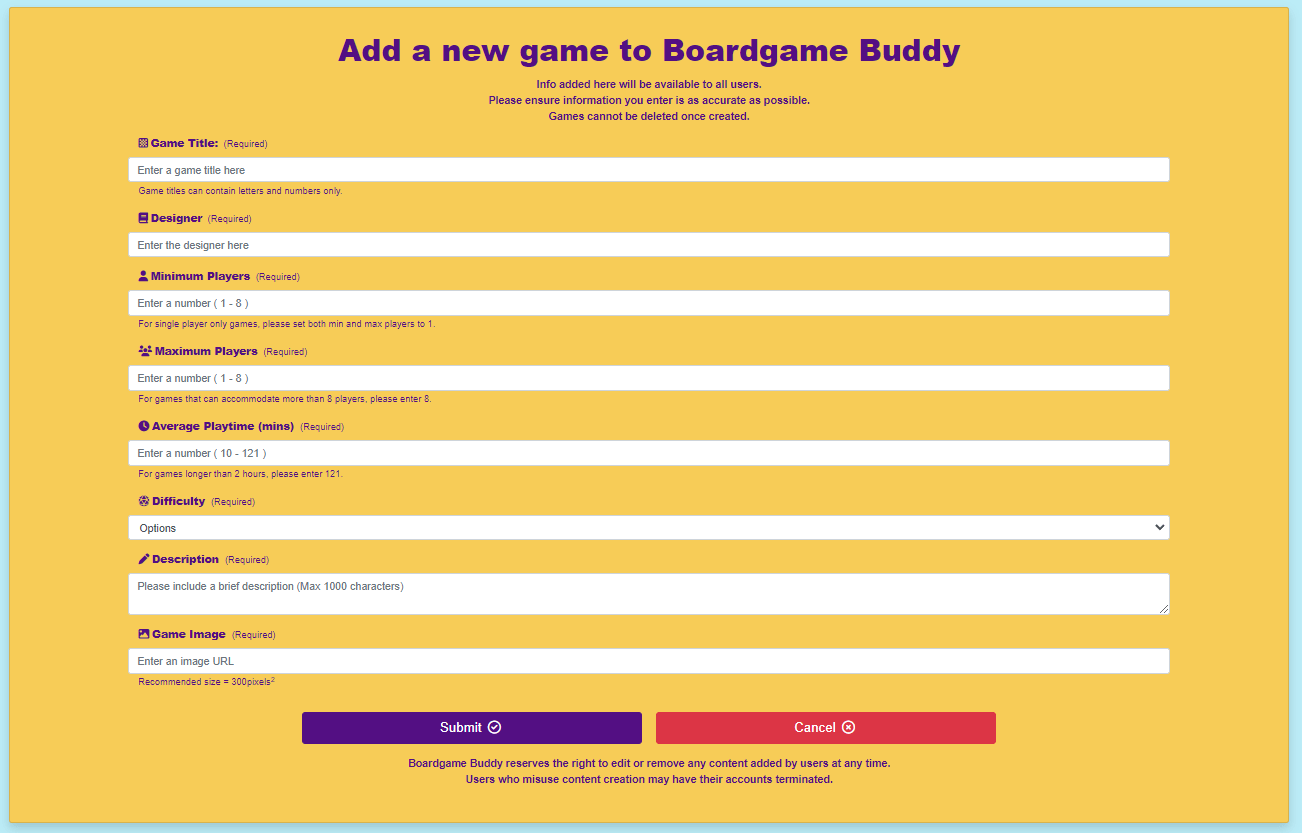 Add a new game to Boardgame Buddy
Info added here will be available to all users.
Please ensure information you enter is as accurate as possible.
Games cannot be deleted once created.
Game Title: (Required)
Enter a game title here
Game titles can contain letters and numbers only.
Designer (Required)
Enter the designer here
Minimum Players (Required)
Enter a number ( 1 - 8 )
For single player only games, please set both min and max players to 1.
Maximum Players (Required)
Enter a number ( 1 - 8 )
For games that can accommodate more than 8 players, please enter 8.
Average Playtime (mins) (Required)
Enter a number ( 10 - 121 )
For games longer than 2 hours, please enter 121.
Difficulty (Required)
Options
Description (Required)
Please include a brief description (Max 1000 characters)
Game Image (Required)
Enter an image URL
Recommended size = 300pixels²
Submit
Cancel
Boardgame Buddy reserves the right to edit or remove any content added by users at any time.
Users who misuse content creation may have their accounts terminated.